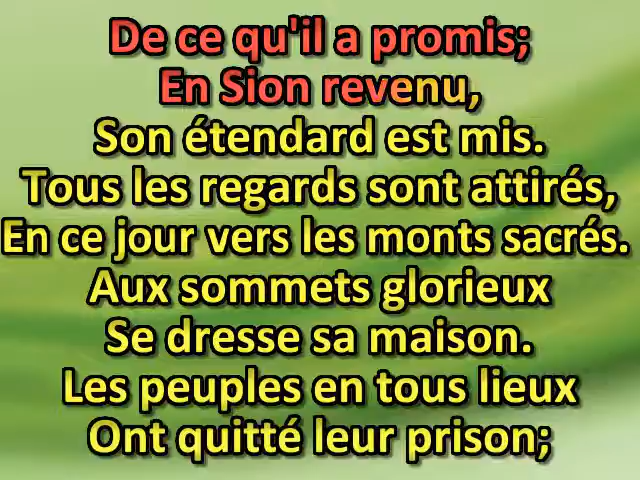 De ce qu'il a promis;
En Sion revenu,
Son étendard est mis.
Tous les regards sont attirés,
En ce jour vers les monts sacrés.
Aux sommets glorieux
Se dresse sa maison.
Les peuples en tous lieux
Ont quitté leur prison;